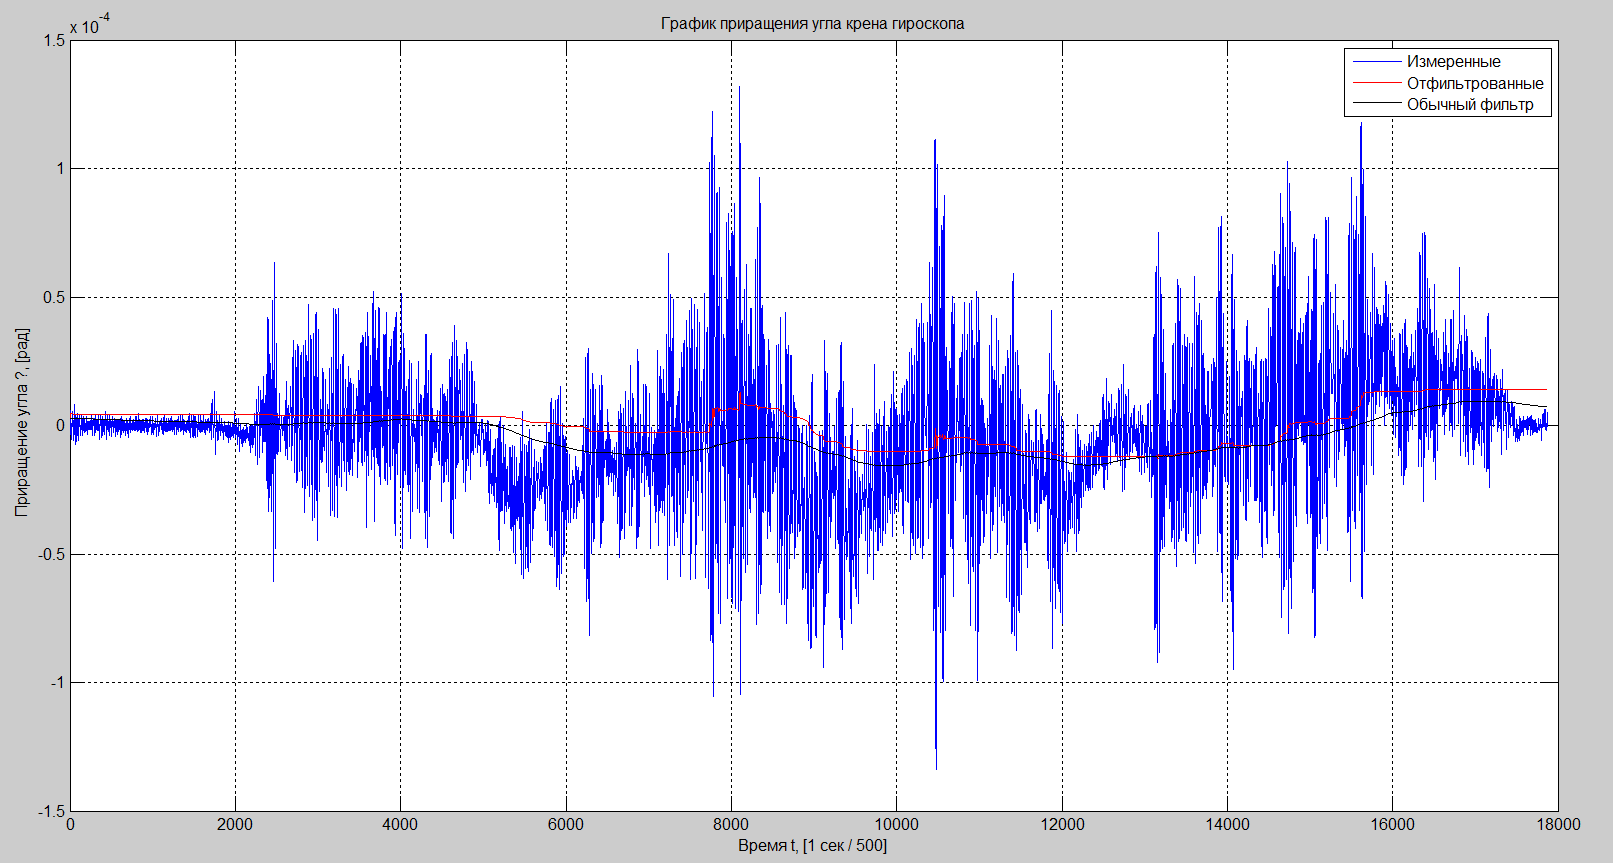 График приращения угла крена гироскопа
x 10^-4
Измеренные
Отфильтрованные
Обычный фильтр
1.5
1
0.5
0
-0.5
-1
-1.5
Приращение угла ?, [рад]
0 2000 4000 6000 8000 10000 12000 14000 16000 18000
Время t, [1 сек / 500]